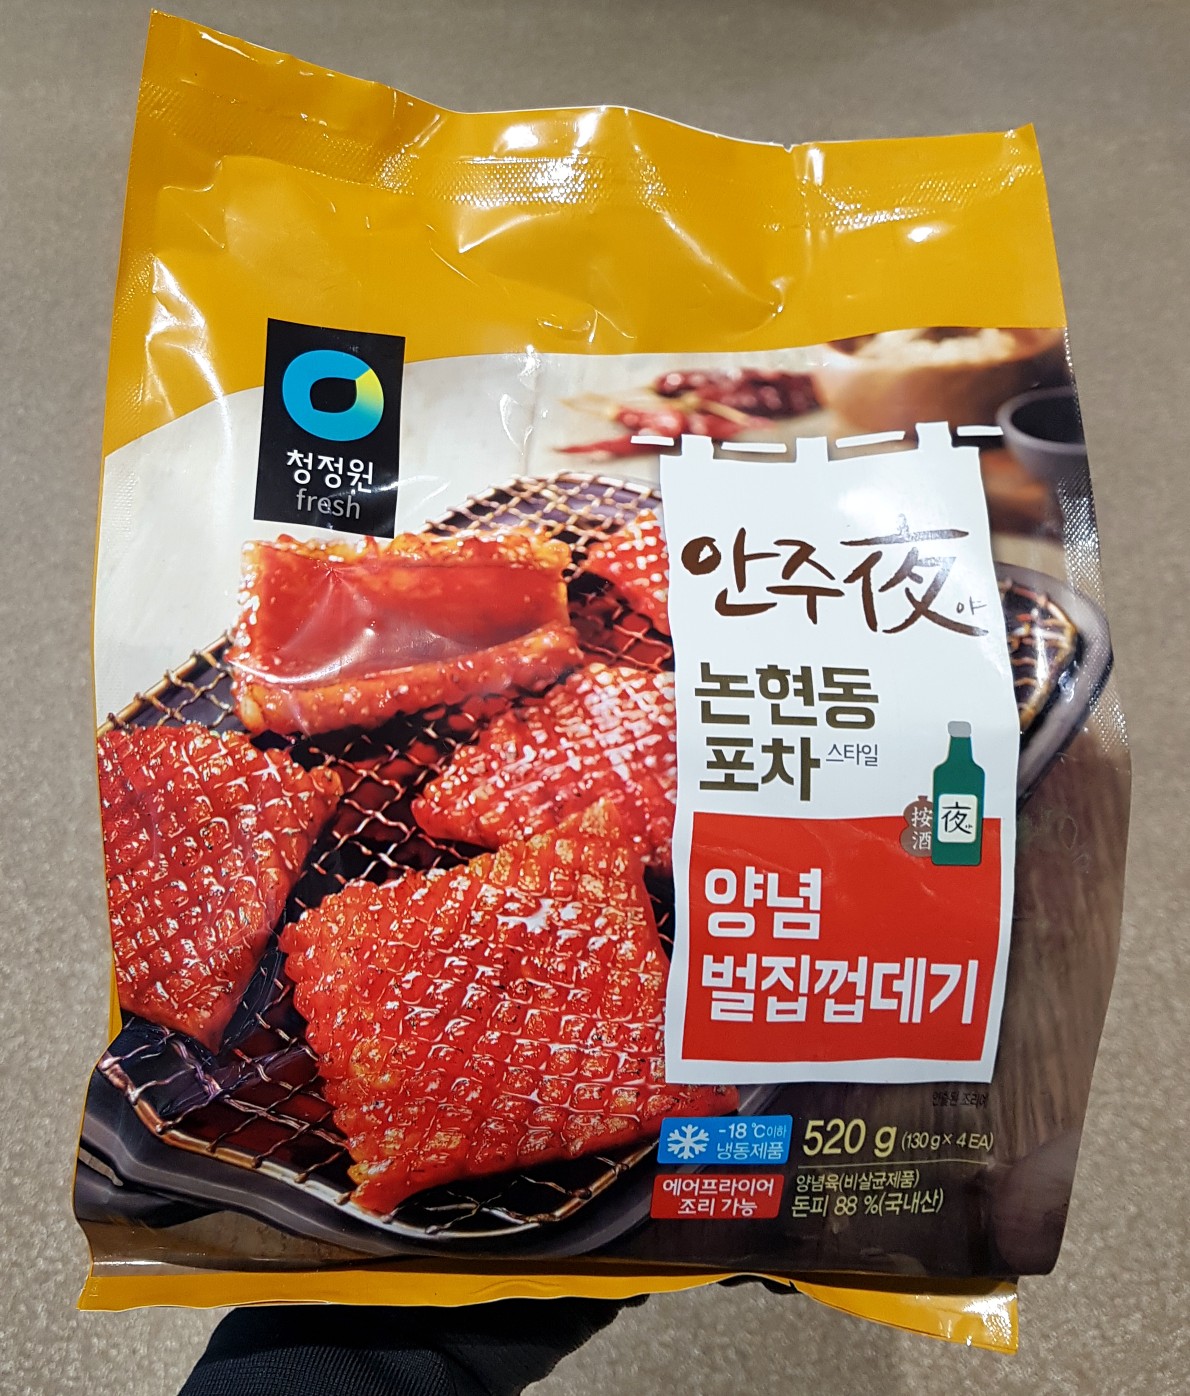 청정원
fresh
안주夜야
논현동
포차 스타일
按酒
夜
양념
벌집껍데기
-18 ℃이하
냉동제품
520 g (130 g × 4 EA)
에어프라이어
조리 가능
양념육(비살균제품)
돈피 88 %(국내산)